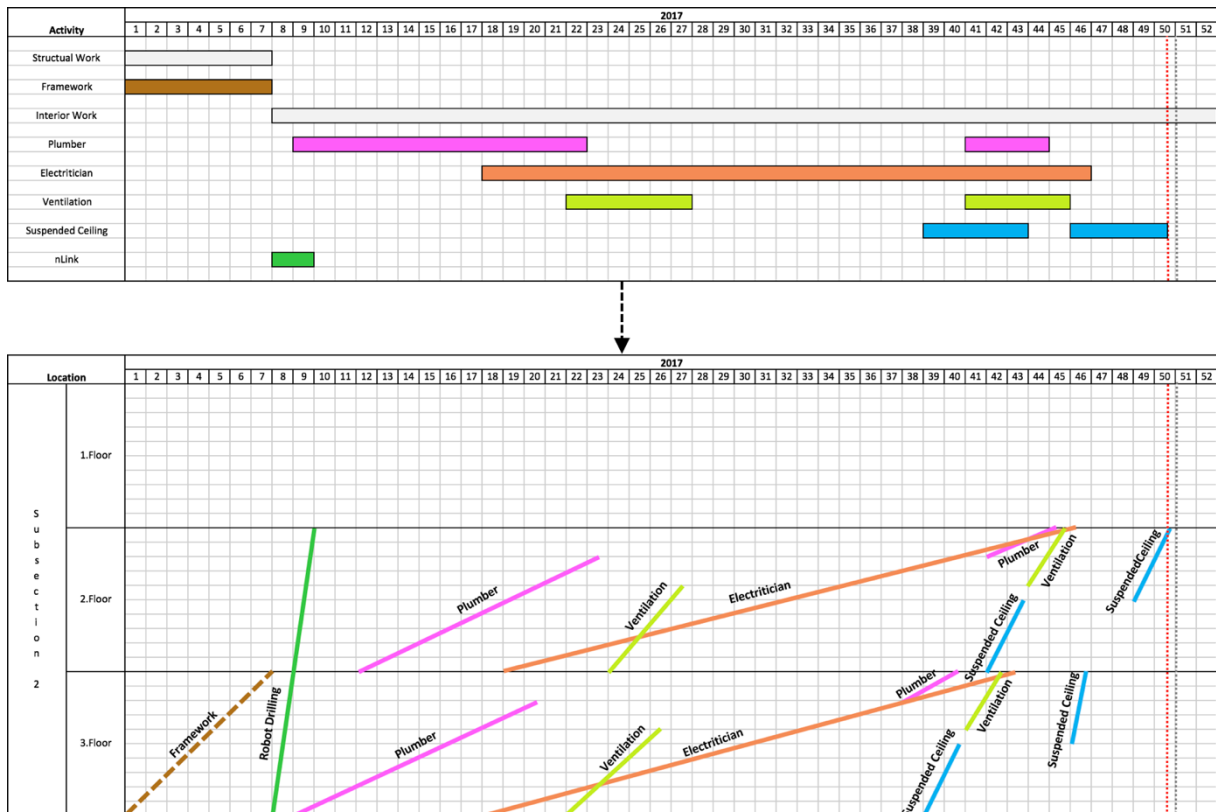 2017
Activity 1 2 3 4 5 6 7 8 9 10 11 12 13 14 15 16 17 18 19 20 21 22 23 24 25 26 27 28 29 30 31 32 33 34 35 36 37 38 39 40 41 42 43 44 45 46 47 48 49 50 51 52
Structual Work
Framework
Interior Work
Plumber
Electritician
Ventilation
Suspended Ceiling
nLink
2017
Location 1 2 3 4 5 6 7 8 9 10 11 12 13 14 15 16 17 18 19 20 21 22 23 24 25 26 27 28 29 30 31 32 33 34 35 36 37 38 39 40 41 42 43 44 45 46 47 48 49 50 51 52
Subsection
2
1.Floor
2.Floor
Plumber
Ventilation
Electritician
Suspended Ceiling
Plumber
Ventilation
SuspendedCeiling
3.Floor
Framework
Robot Drilling
Plumber
Ventilation
Electritician
Plumber
Suspended Ceiling
Ventilation
Suspended Ceiling